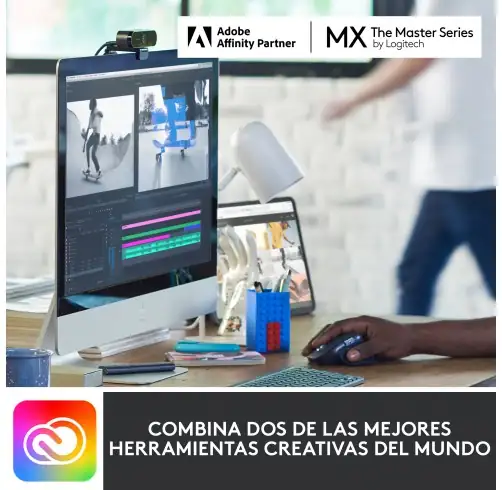 Adobe
Affinity Partner
MX The Master Series
by Logitech
COMBINA DOS DE LAS MEJORES
HERRAMIENTAS CREATIVAS DEL MUNDO